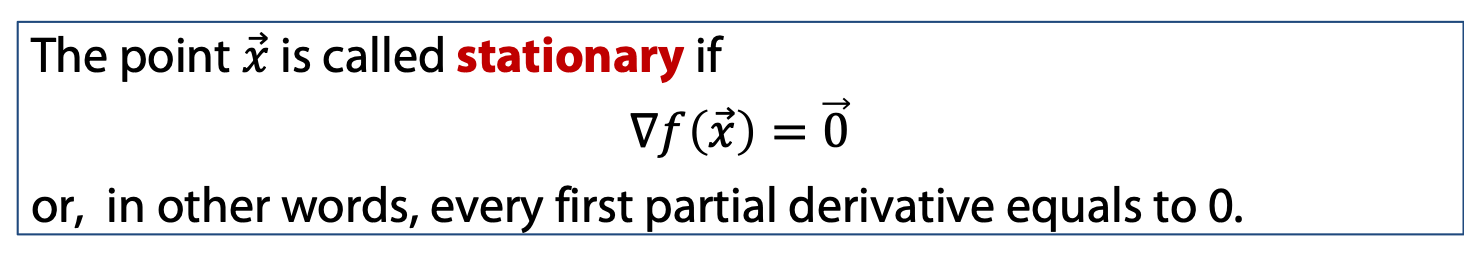 The point x⃗ is called stationary if
∇f(x⃗) = 0⃗
or, in other words, every first partial derivative equals to 0.